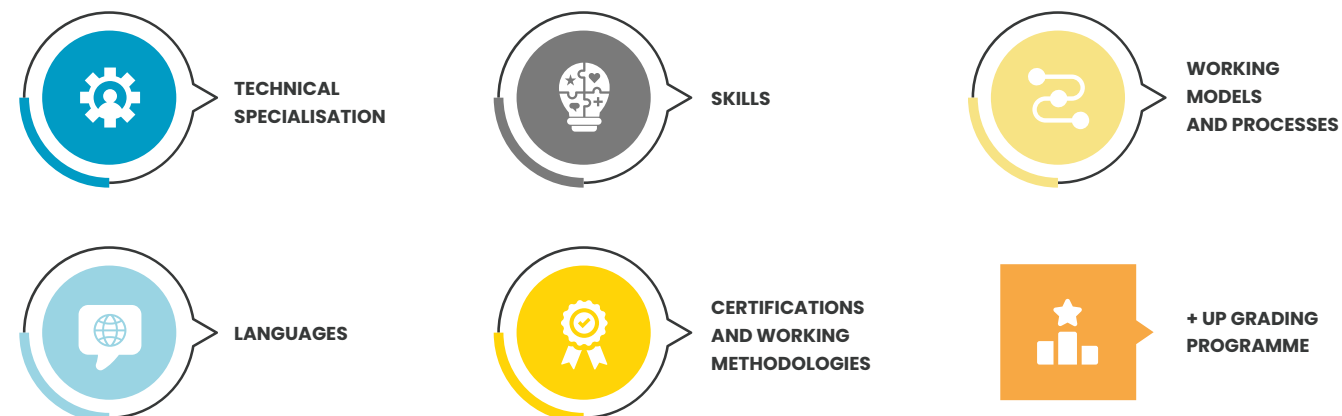 TECHNICAL
SPECIALISATION
SKILLS
WORKING
MODELS
AND PROCESSES
LANGUAGES
CERTIFICATIONS
AND WORKING
METHODOLOGIES
+ UP GRADING
PROGRAMME